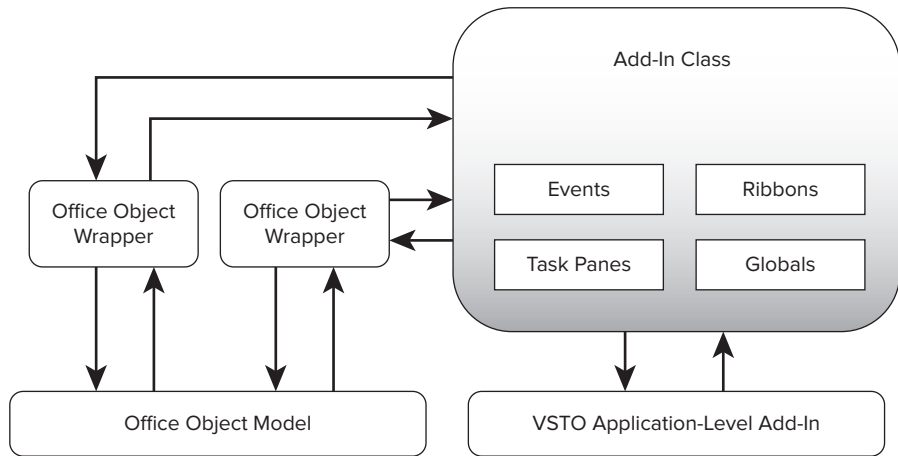 Add-In Class
Events
Ribbons
Office Object
Wrapper
Office Object
Wrapper
Task Panes
Globals
Office Object Model
VSTO Application-Level Add-In